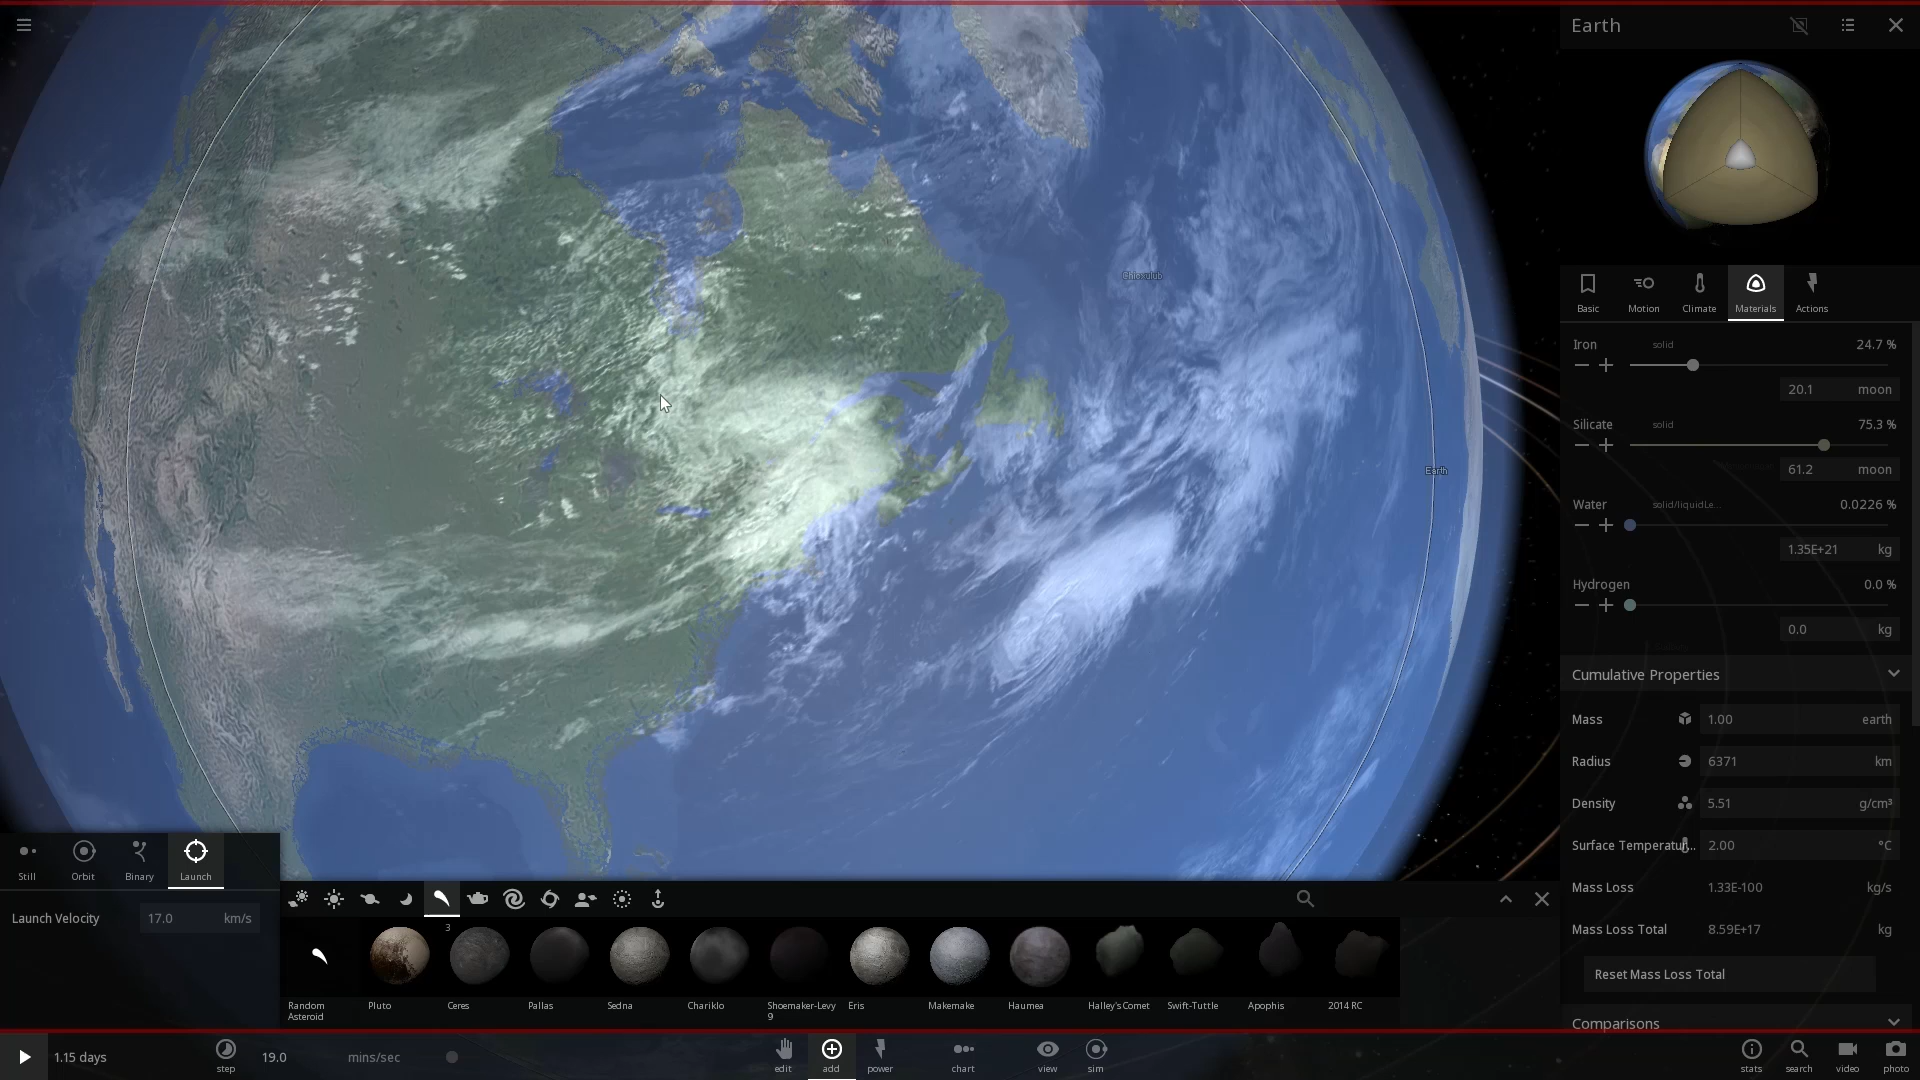 Earth
Chicxulub
Earth
Basic Motion Climate Materials Actions
Iron solid 24.7 %
20.1 moon
Silicate solid 75.3 %
61.2 moon
Water solid/liquidLe... 0.0226 %
1.35E+21 kg
Hydrogen 0.0 %
0.0 kg
Cumulative Properties
Mass 1.00 earth
Radius 6371 km
Density 5.51 g/cm³
Surface Temperatur... 2.00 °C
Mass Loss 1.33E-100 kg/s
Mass Loss Total 8.59E+17 kg
Reset Mass Loss Total
Comparisons
Still Orbit Binary Launch
Launch Velocity 17.0 km/s
3
Random Asteroid Pluto Ceres Pallas Sedna Chariklo Shoemaker-Levy 9 Eris Makemake Haumea Halley's Comet Swift-Tuttle Apophis 2014 RC
1.15 days step 19.0 mins/sec edit add power chart view sim stats search video photo